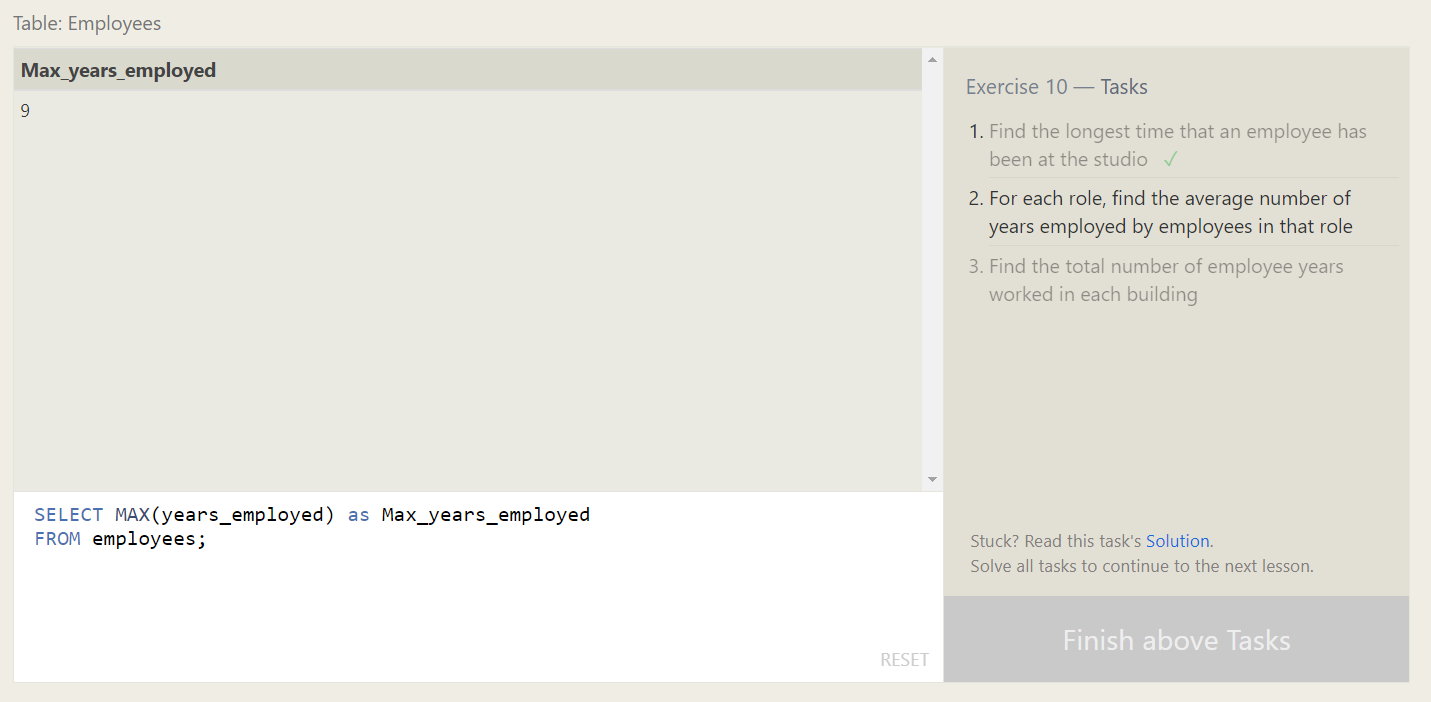 Table: Employees
Max_years_employed
9
SELECT MAX(years_employed) as Max_years_employed
FROM employees;
RESET
Exercise 10 — Tasks
1. Find the longest time that an employee has
been at the studio ✓
2. For each role, find the average number of
years employed by employees in that role
3. Find the total number of employee years
worked in each building
Stuck? Read this task's Solution.
Solve all tasks to continue to the next lesson.
Finish above Tasks